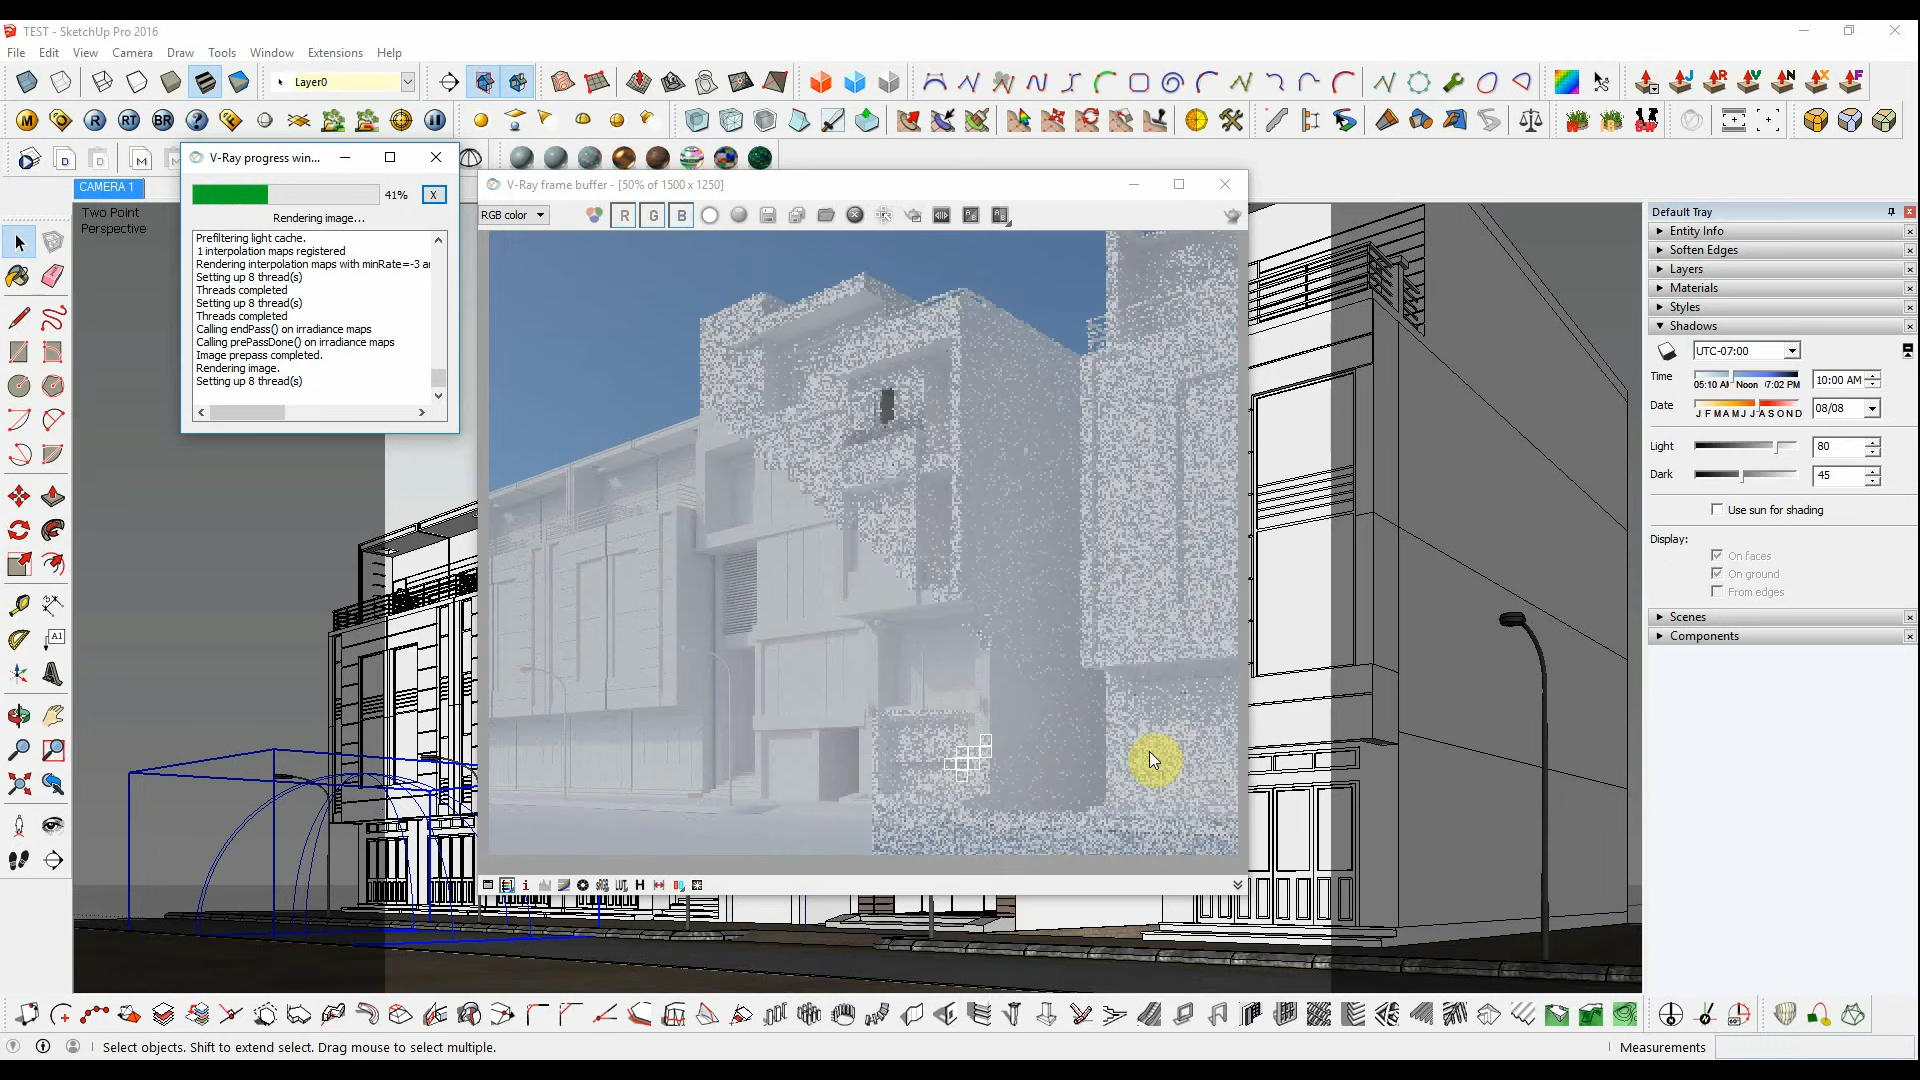 TEST - SketchUp Pro 2016
File Edit View Camera Draw Tools Window Extensions Help
Layer0
J R V N X F
M R RT BR ?
D D M
CAMERA 1
Two Point
Perspective
V-Ray progress win...
41% X
Rendering image...
Prefiltering light cache.
1 interpolation maps registered
Rendering interpolation maps with minRate=-3 a
Setting up 8 thread(s)
Threads completed
Setting up 8 thread(s)
Threads completed
Calling endPass() on irradiance maps
Calling prePassDone() on irradiance maps
Image prepass completed.
Rendering image.
Setting up 8 thread(s)
V-Ray frame buffer - [50% of 1500 x 1250]
RGB color R G B
i LUT H
A1
Default Tray
Entity Info
Soften Edges
Layers
Materials
Styles
Shadows
UTC-07:00
Time 05:10 AM Noon 07:02 PM 10:00 AM
Date J F M A M J J A S O N D 08/08
Light 80
Dark 45
Use sun for shading
Display:
On faces
On ground
From edges
Scenes
Components
Select objects. Shift to extend select. Drag mouse to select multiple.
Measurements